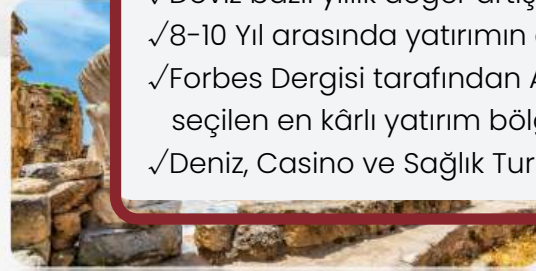 √Döviz bazlı yıllık değer artış
√8-10 Yıl arasında yatırımın
√Forbes Dergisi tarafından
seçilen en kârlı yatırım böl
√Deniz, Casino ve Sağlık Tur